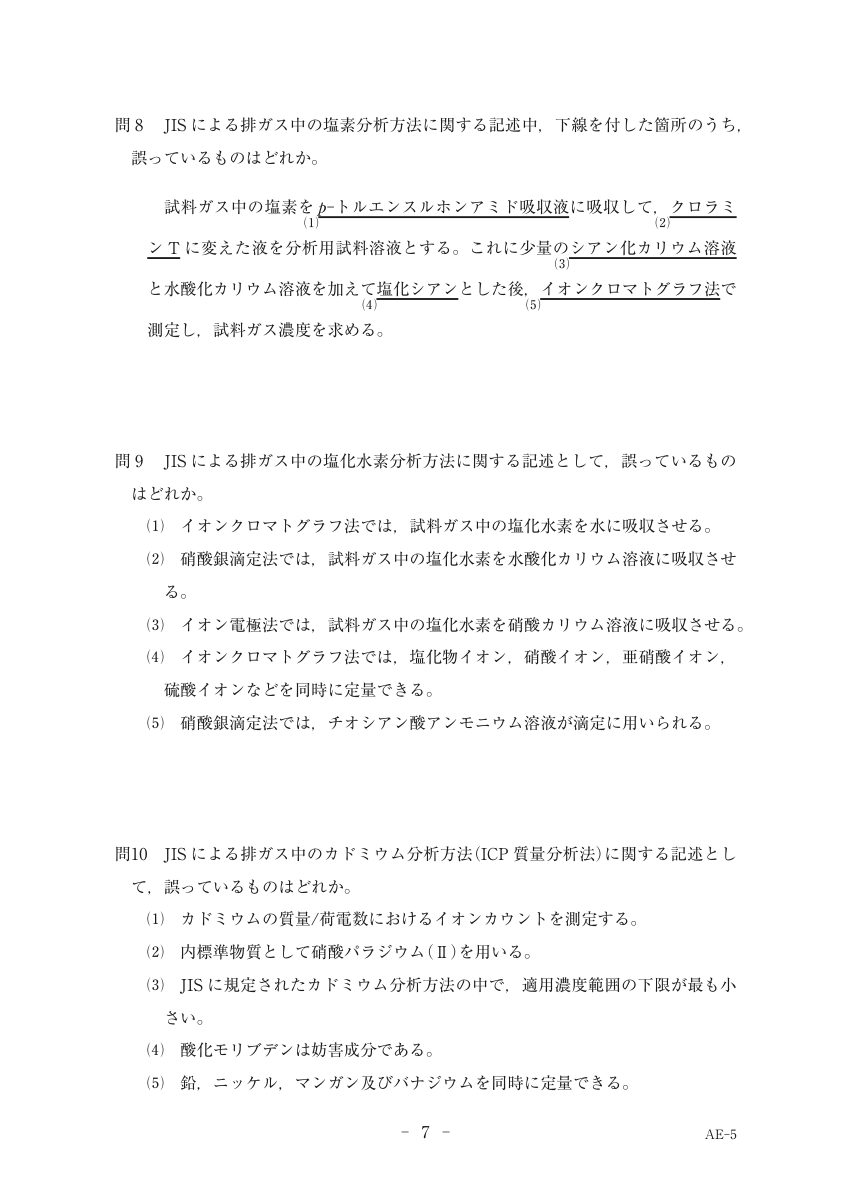 問8 JIS による排ガス中の塩素分析方法に関する記述中，下線を付した箇所のうち，
誤っているものはどれか。
試料ガス中の塩素を p-トルエンスルホンアミド吸収液に吸収して，クロラミ
(1) (2)
ン T に変えた液を分析用試料溶液とする。これに少量のシアン化カリウム溶液
(3)
と水酸化カリウム溶液を加えて塩化シアンとした後，イオンクロマトグラフ法で
(4) (5)
測定し，試料ガス濃度を求める。
問9 JIS による排ガス中の塩化水素分析方法に関する記述として，誤っているもの
はどれか。
(1) イオンクロマトグラフ法では，試料ガス中の塩化水素を水に吸収させる。
(2) 硝酸銀滴定法では，試料ガス中の塩化水素を水酸化カリウム溶液に吸収させ
る。
(3) イオン電極法では，試料ガス中の塩化水素を硝酸カリウム溶液に吸収させる。
(4) イオンクロマトグラフ法では，塩化物イオン，硝酸イオン，亜硝酸イオン，
硫酸イオンなどを同時に定量できる。
(5) 硝酸銀滴定法では，チオシアン酸アンモニウム溶液が滴定に用いられる。
問10 JIS による排ガス中のカドミウム分析方法(ICP 質量分析法)に関する記述とし
て，誤っているものはどれか。
(1) カドミウムの質量/荷電数におけるイオンカウントを測定する。
(2) 内標準物質として硝酸パラジウム(Ⅱ)を用いる。
(3) JIS に規定されたカドミウム分析方法の中で，適用濃度範囲の下限が最も小
さい。
(4) 酸化モリブデンは妨害成分である。
(5) 鉛，ニッケル，マンガン及びバナジウムを同時に定量できる。
－ 7 －
AE-5